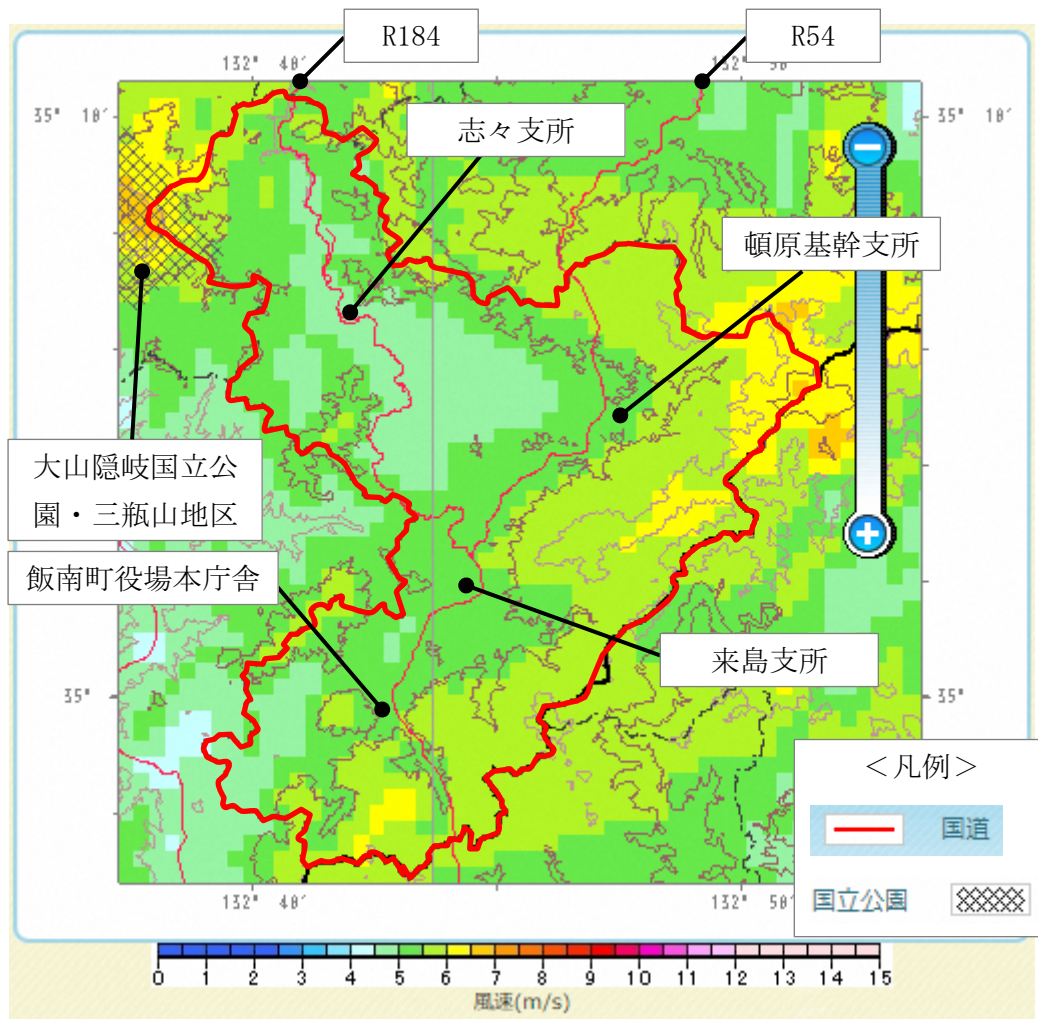 R184
R54
132° 40′
132° 50′
35° 10′
35° 10′
志々支所
頓原基幹支所
大山隠岐国立公
園・三瓶山地区
飯南町役場本庁舎
来島支所
35°
35°
＜凡例＞
国道
国立公園
132° 40′
132° 50′
0 1 2 3 4 5 6 7 8 9 10 11 12 13 14 15
風速(m/s)